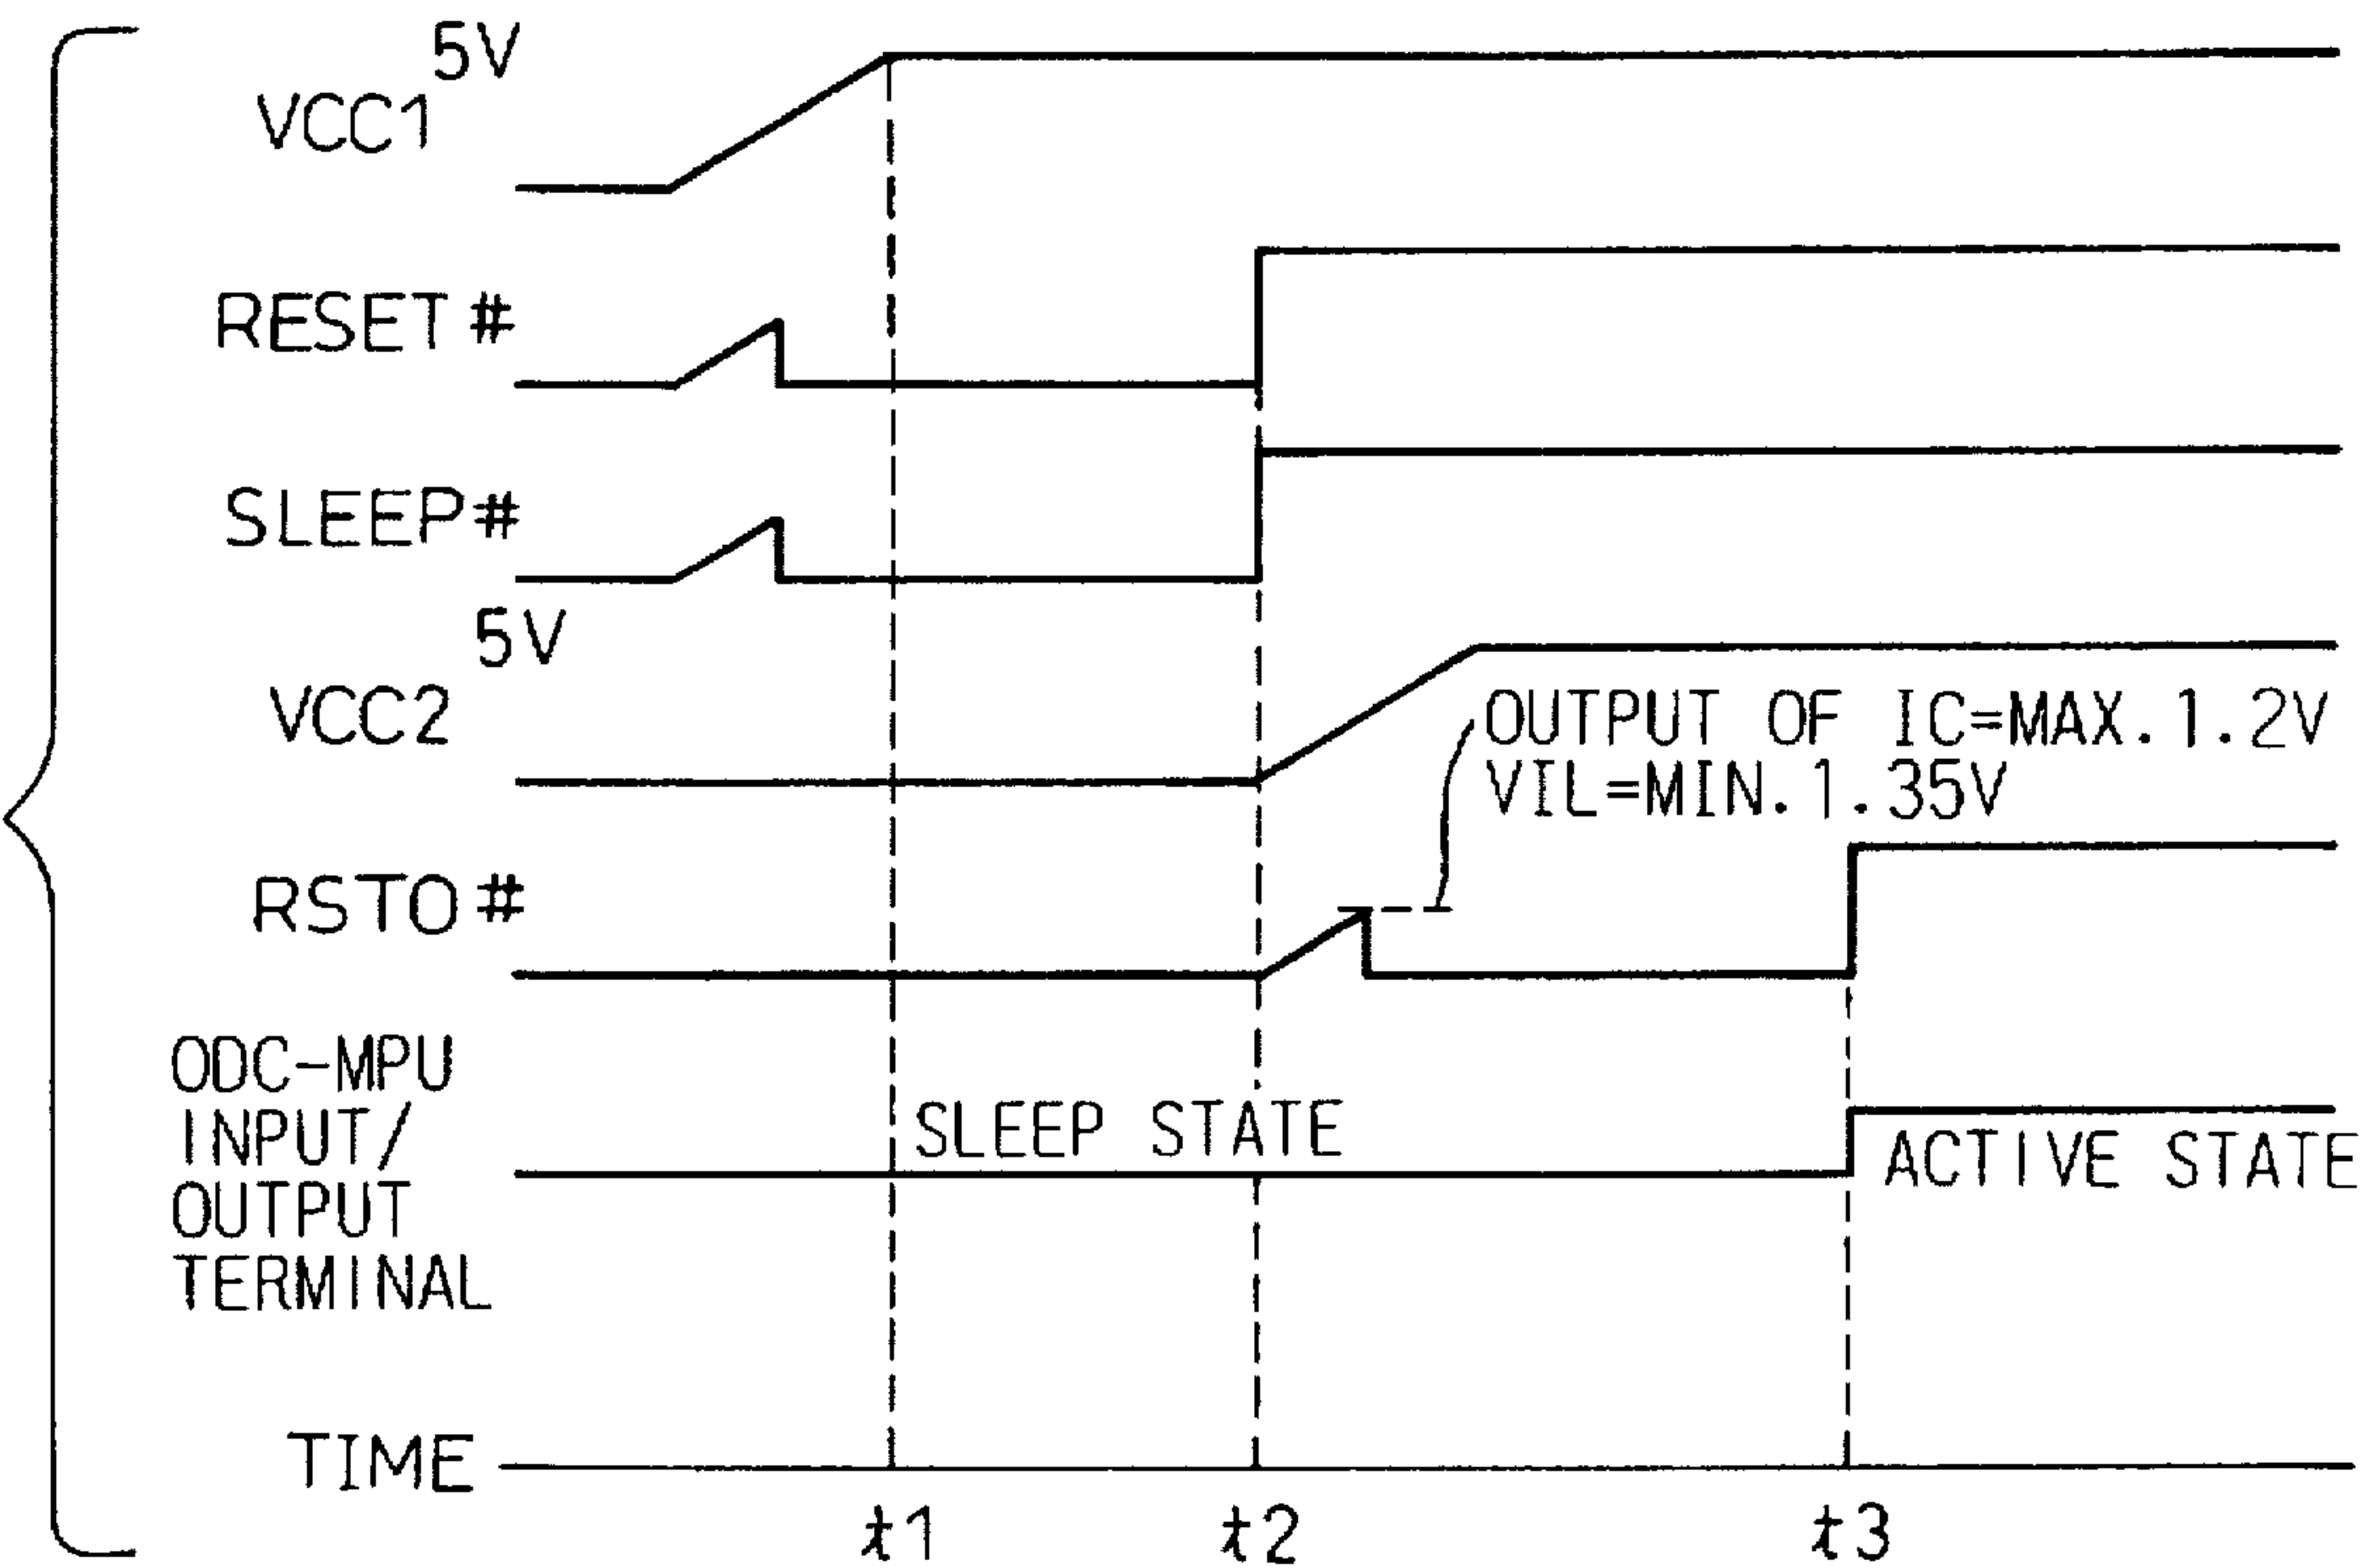 5V
VCC1
RESET #
SLEEP#
5V
VCC2
OUTPUT OF IC=MAX.1.2V
VIL=MIN.1.35V
RSTO #
ODC-MPU
INPUT/
OUTPUT
TERMINAL
SLEEP STATE
ACTIVE STATE
TIME
t1
t2
t3